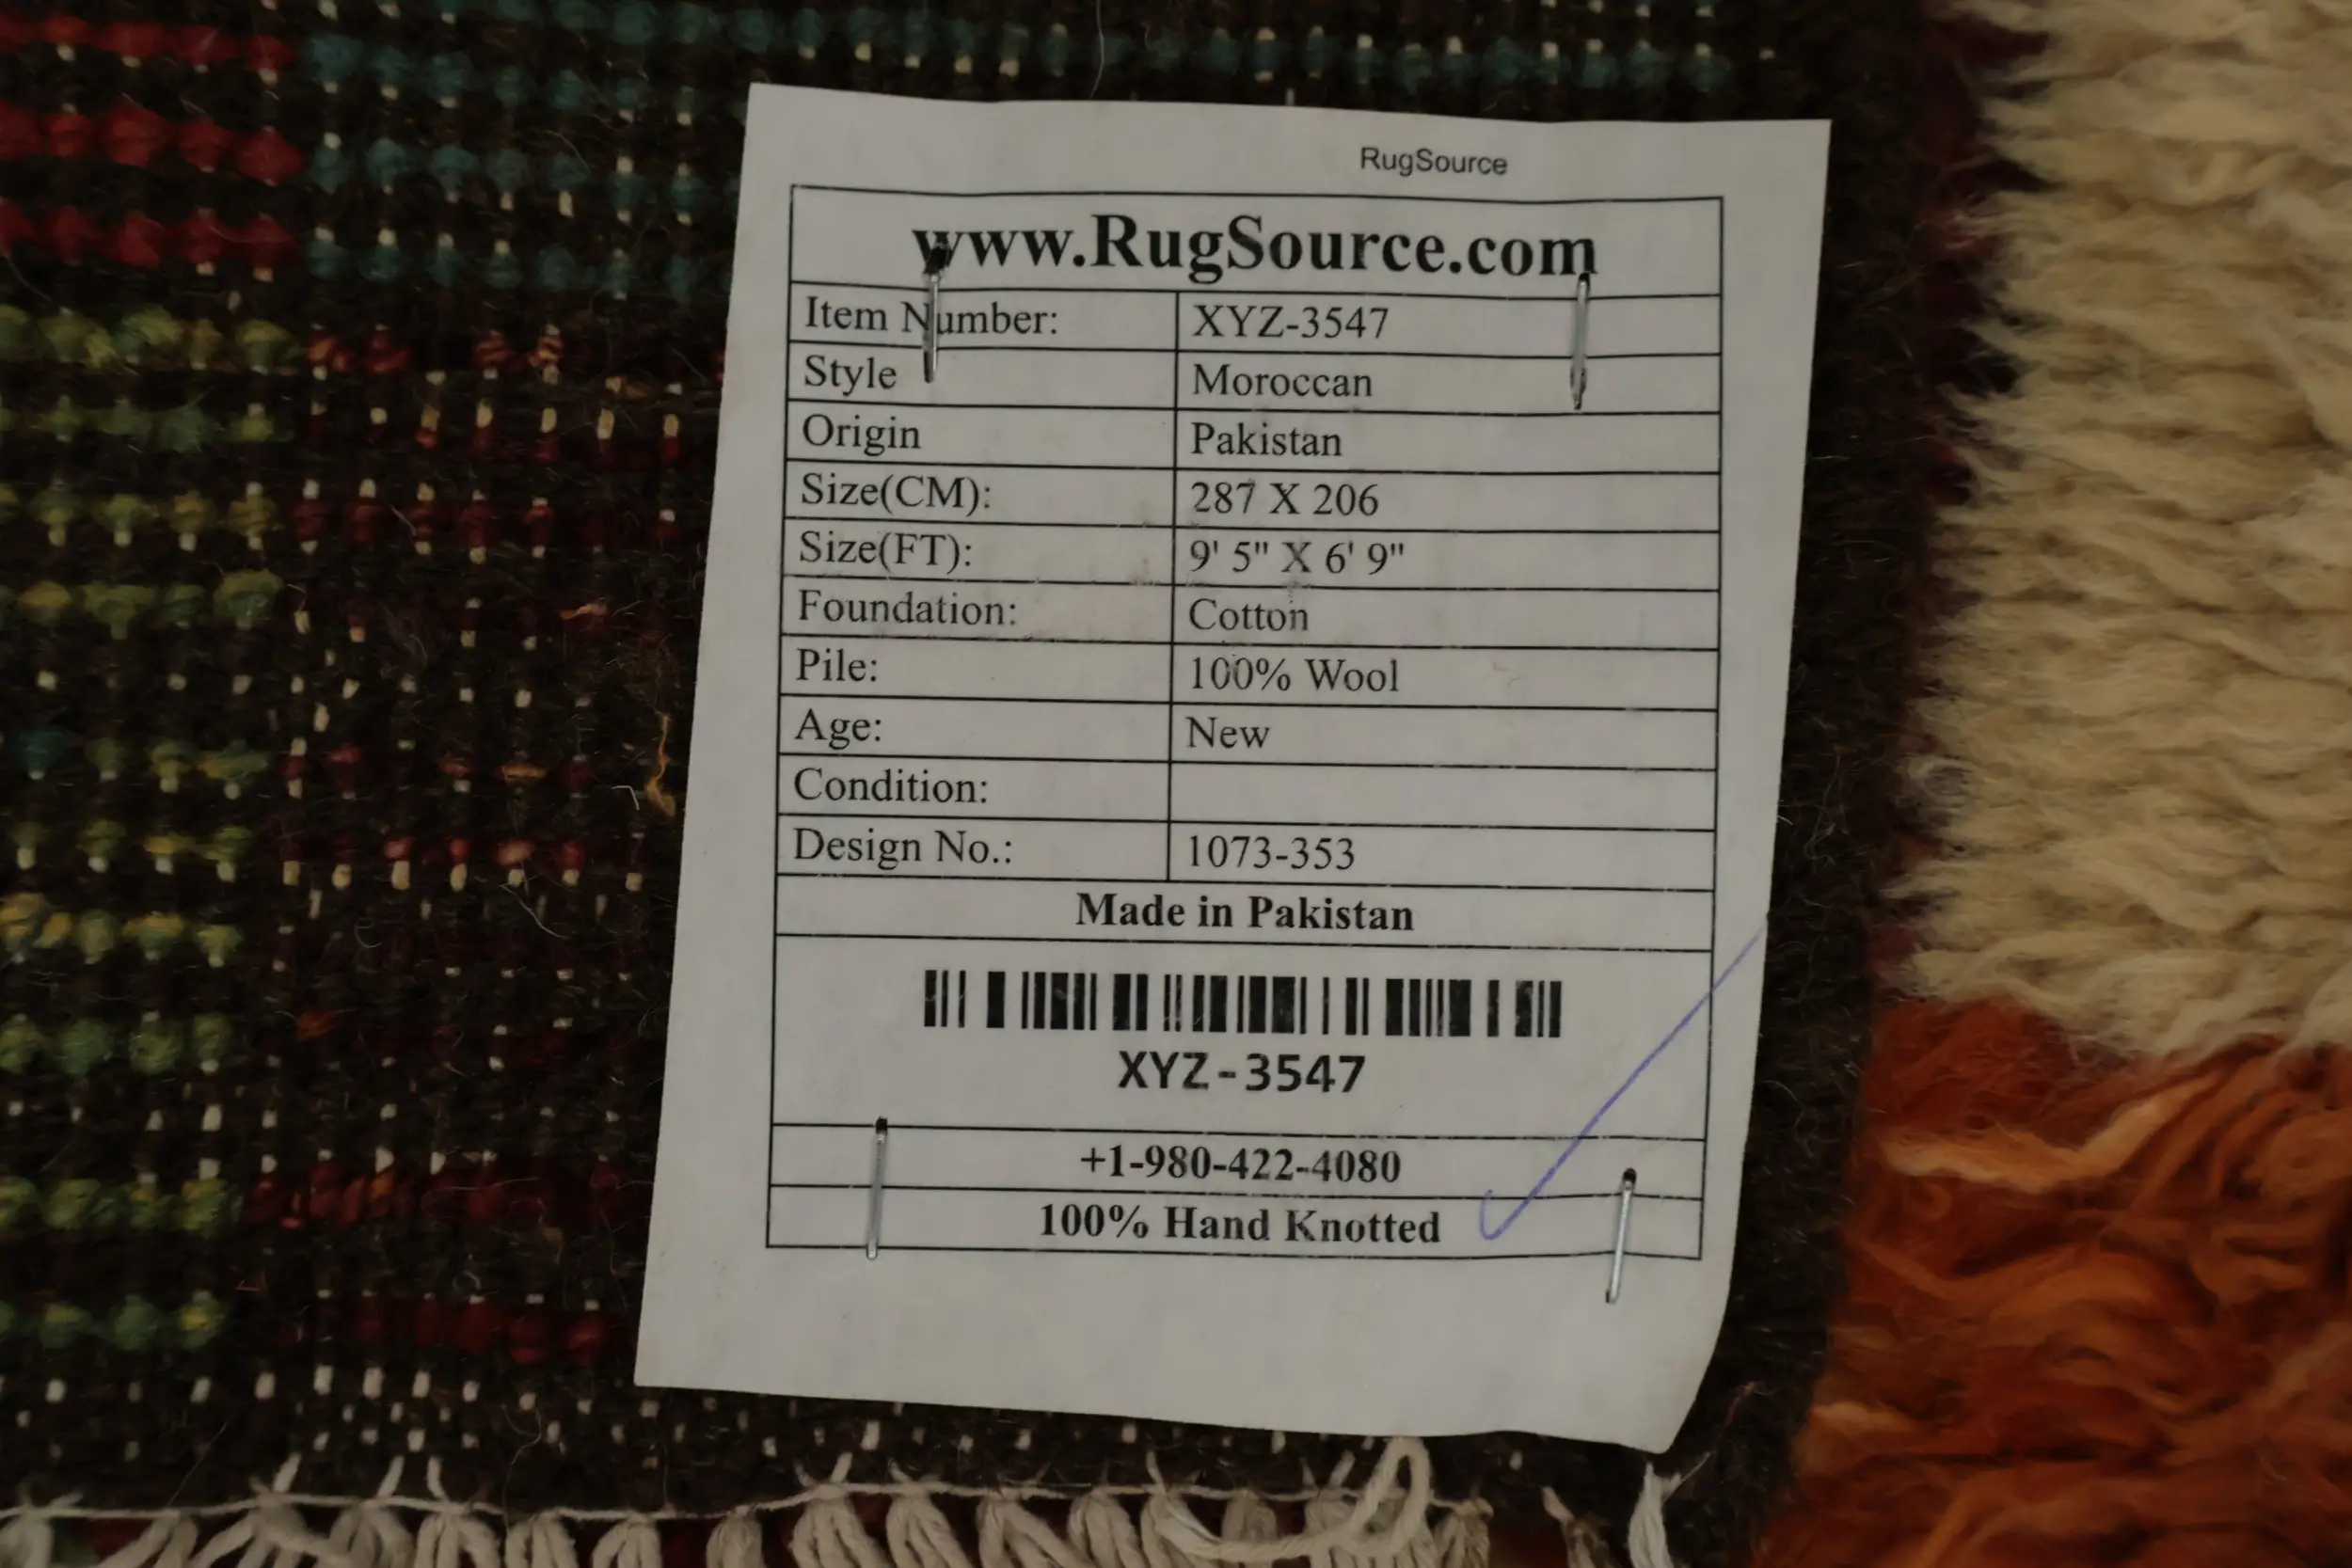 RugSource
www.RugSource.com
Item Number: XYZ-3547
Style Moroccan
Origin Pakistan
Size(CM): 287 X 206
Size(FT): 9' 5" X 6' 9"
Foundation: Cotton
Pile: 100% Wool
Age: New
Condition:
Design No.: 1073-353
Made in Pakistan
XYZ-3547
+1-980-422-4080
100% Hand Knotted